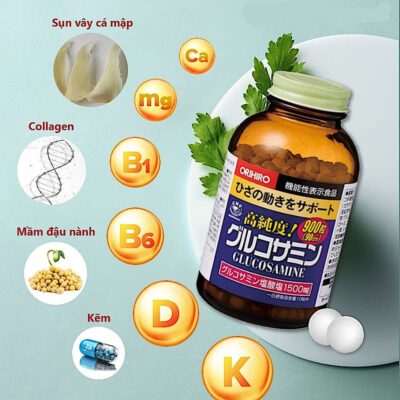 Sụn vây cá mập
Ca
mg
Collagen
B1
B6
Mầm đậu nành
D
Kẽm
K
ORIHIRO
機能性表示食品
ひざの動きをサポート
高純度!
900粒
グルコサミン
GLUCOSAMINE
グルコサミン塩酸塩1500mg